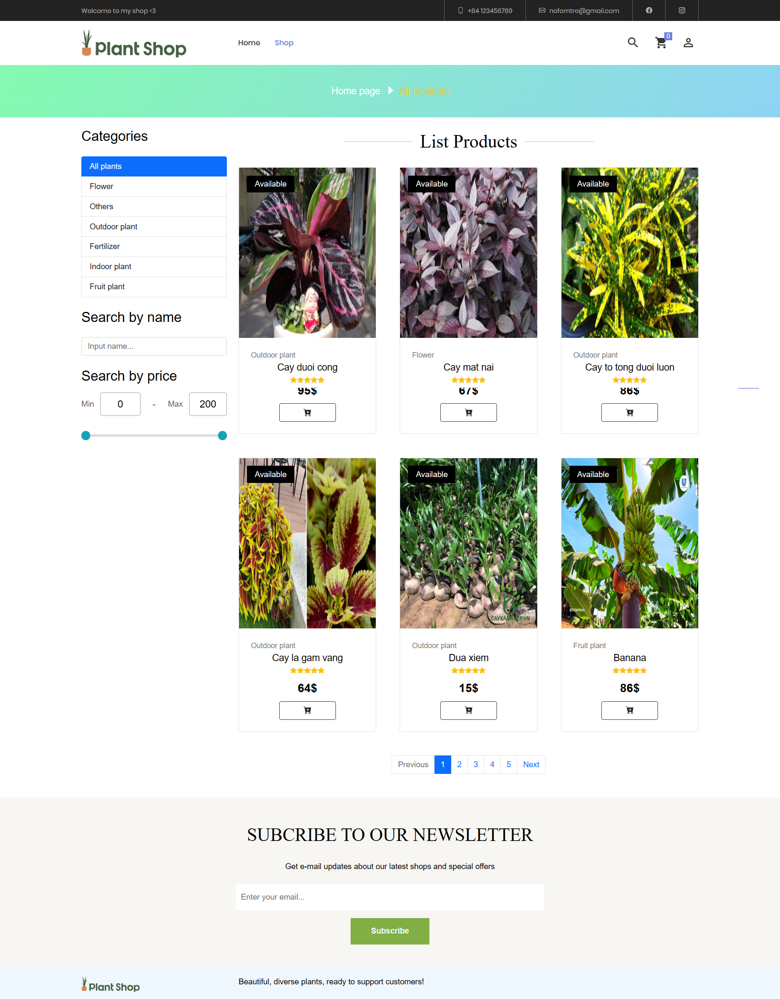 Welcome to my shop <3
+84 123456789
nofomtre@gmail.com
Plant Shop
Home
Shop
0
Home page
All products
Categories
All plants
Flower
Others
Outdoor plant
Fertilizer
Indoor plant
Fruit plant
Search by name
Input name...
Search by price
Min 0 - Max 200
List Products
Available
Available
Available
Outdoor plant
Cay duoi cong
95$
Flower
Cay mat nai
67$
Outdoor plant
Cay to tong duoi luon
86$
Available
Available
CAYXANHDEP.VN
Available
U
@UnionFarm
Outdoor plant
Cay la gam vang
64$
Outdoor plant
Dua xiem
15$
Fruit plant
Banana
86$
Previous 1 2 3 4 5 Next
SUBCRIBE TO OUR NEWSLETTER
Get e-mail updates about our latest shops and special offers
Enter your email...
Subscribe
Plant Shop
Beautiful, diverse plants, ready to support customers!